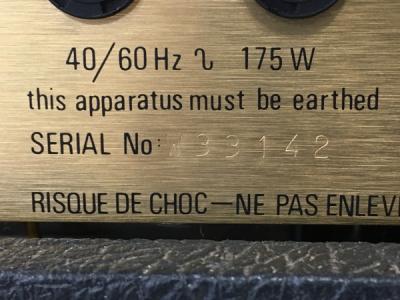 40/60 Hz ∿ 175 W
this apparatus must be earthed
SERIAL No: 33142
RISQUE DE CHOC—NE PAS ENLEV